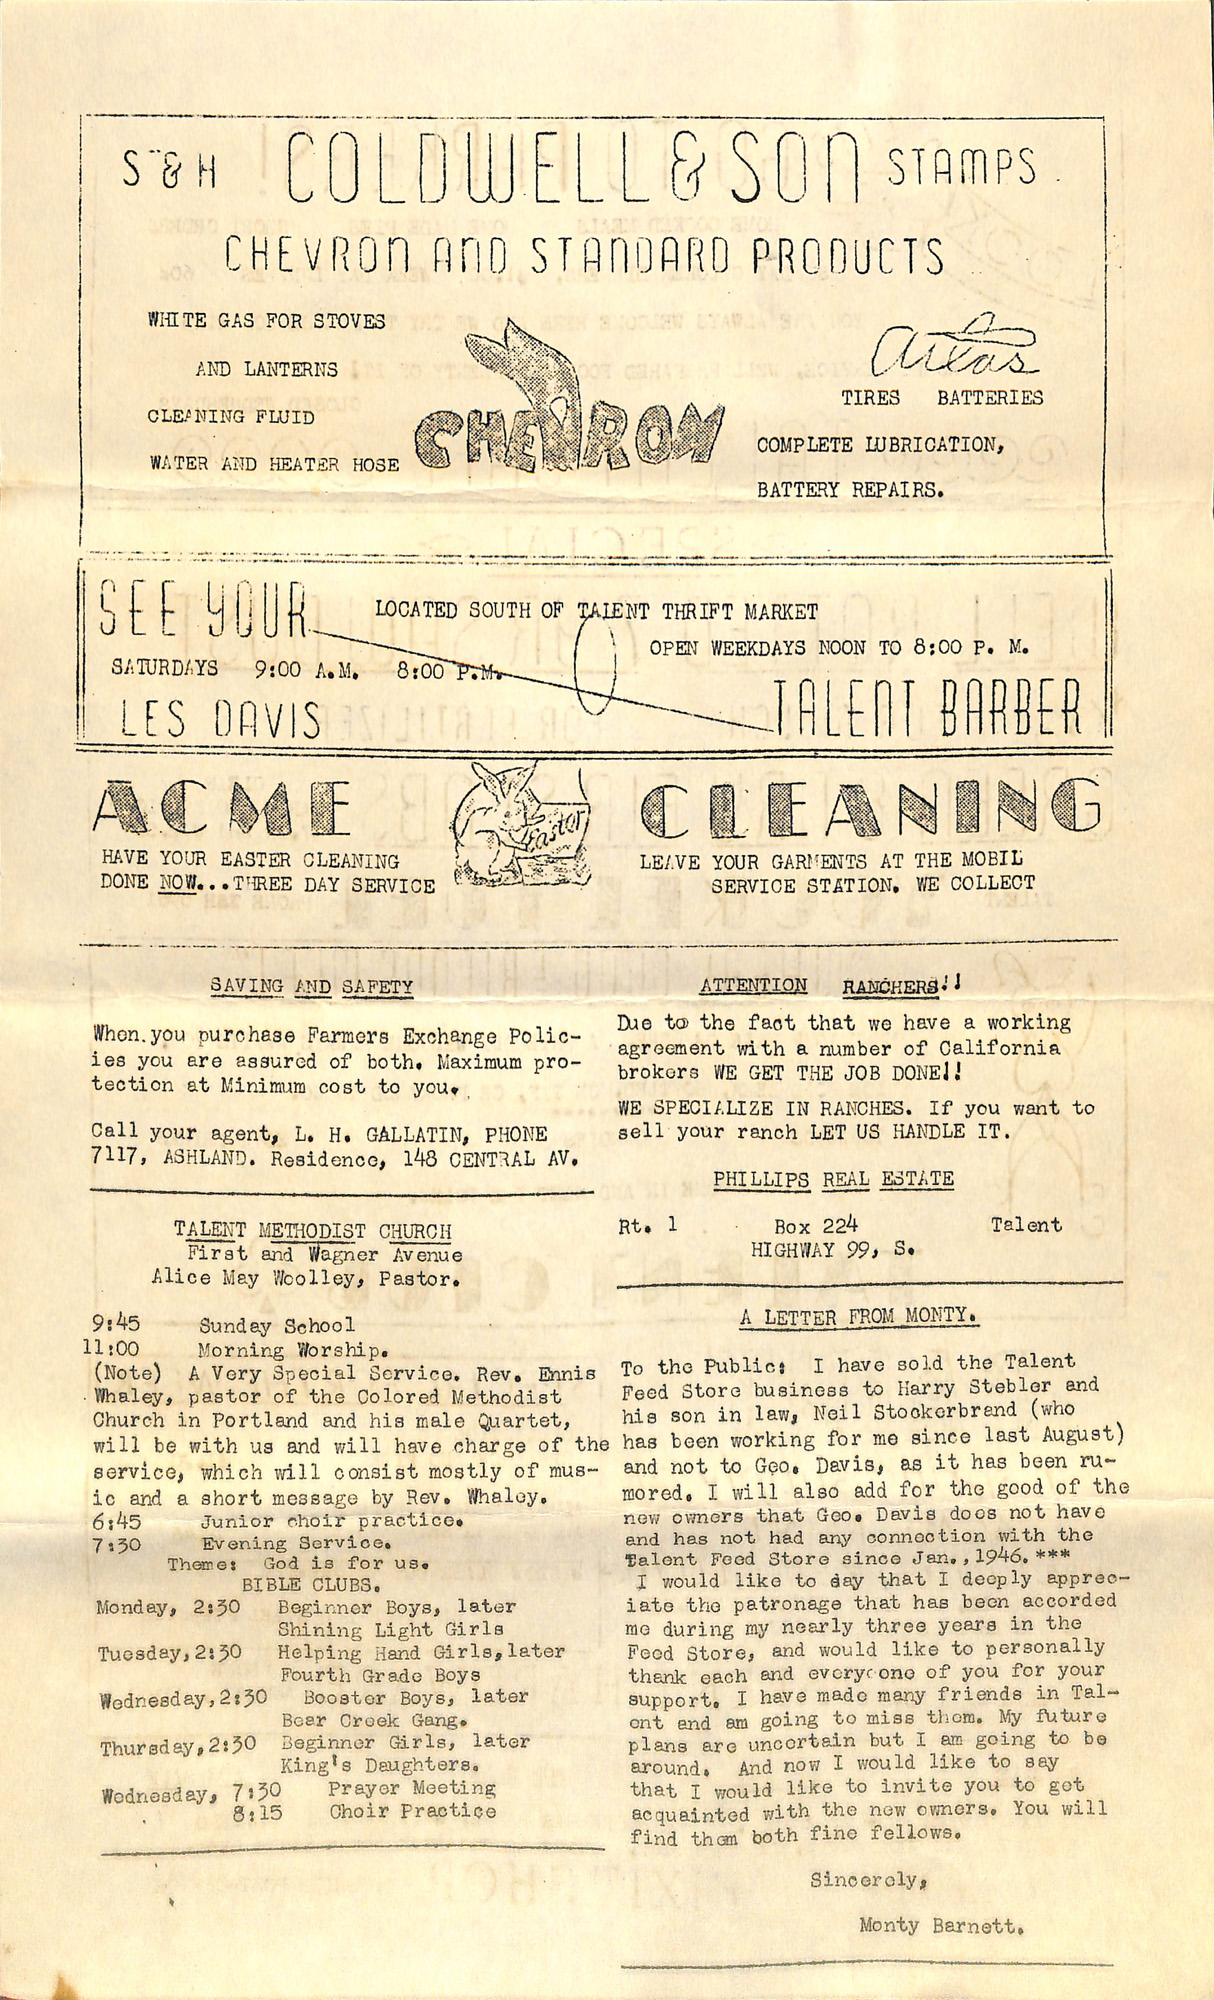 S & H COLDWELL & SON STAMPS
CHEVRON AND STANDARD PRODUCTS
WHITE GAS FOR STOVES
AND LANTERNS
CLEANING FLUID
WATER AND HEATER HOSE
CHEVRON
Atlas
TIRES BATTERIES
COMPLETE LUBRICATION,
BATTERY REPAIRS.
SEE YOUR
LOCATED SOUTH OF TALENT THRIFT MARKET
OPEN WEEKDAYS NOON TO 8:00 P. M.
SATURDAYS 9:00 A.M. 8:00 P.M.
LES DAVIS
TALENT BARBER
ACME CLEANING
Easter
HAVE YOUR EASTER CLEANING
DONE NOW...THREE DAY SERVICE
LEAVE YOUR GARMENTS AT THE MOBIL
SERVICE STATION. WE COLLECT
SAVING AND SAFETY
When.you purchase Farmers Exchange Polic-
ies you are assured of both. Maximum pro-
tection at Minimum cost to you.
Call your agent, L. H. GALLATIN, PHONE
7117, ASHLAND. Residence, 148 CENTRAL AV.
TALENT METHODIST CHURCH
First and Wagner Avenue
Alice May Woolley, Pastor.
9:45 Sunday School
11:00 Morning Worship.
(Note) A Very Special Service. Rev. Ennis
Whaley, pastor of the Colored Methodist
Church in Portland and his male Quartet,
will be with us and will have charge of the
service, which will consist mostly of mus-
ic and a short message by Rev. Whaley.
6:45 Junior choir practice.
7:30 Evening Service.
Theme: God is for us.
BIBLE CLUBS.
Monday, 2:30 Beginner Boys, later
Shining Light Girls
Tuesday,2:30 Helping Hand Girls,later
Fourth Grade Boys
Wednesday,2:30 Booster Boys, later
Bear Creek Gang.
Thursday,2:30 Beginner Girls, later
King's Daughters.
Wednesday, 7:30 Prayer Meeting
8:15 Choir Practice
ATTENTION RANCHERS!!
Due to the fact that we have a working
agreement with a number of California
brokers WE GET THE JOB DONE!!
WE SPECIALIZE IN RANCHES. If you want to
sell your ranch LET US HANDLE IT.
PHILLIPS REAL ESTATE
Rt. 1 Box 224 Talent
HIGHWAY 99, S.
A LETTER FROM MONTY.
To the Public: I have sold the Talent
Feed Store business to Harry Stebler and
his son in law, Neil Stockerbrand (who
has been working for me since last August)
and not to Geo. Davis, as it has been ru-
mored. I will also add for the good of the
new owners that Geo. Davis does not have
and has not had any connection with the
Talent Feed Store since Jan.,1946.***
I would like to day that I deeply apprec-
iate the patronage that has been accorded
me during my nearly three years in the
Feed Store, and would like to personally
thank each and everycone of you for your
support. I have made many friends in Tal-
ent and am going to miss them. My future
plans are uncertain but I am going to be
around. And now I would like to say
that I would like to invite you to get
acquainted with the new owners. You will
find them both fine fellows.
Sincerely,
Monty Barnett.